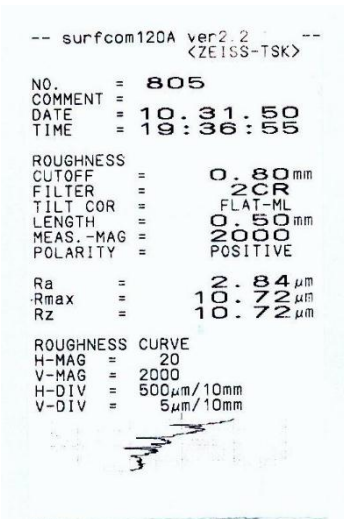 -- surfcom120A ver2.2 --
<ZEISS-TSK>
NO. = 805
COMMENT =
DATE = 10.31.50
TIME = 19:36:55
ROUGHNESS
CUTOFF = 0.80mm
FILTER = 2CR
TILT COR = FLAT-ML
LENGTH = 0.50mm
MEAS.-MAG = 2000
POLARITY = POSITIVE
Ra = 2.84μm
Rmax = 10.72μm
Rz = 10.72μm
ROUGHNESS CURVE
H-MAG = 20
V-MAG = 2000
H-DIV = 500μm/10mm
V-DIV = 5μm/10mm